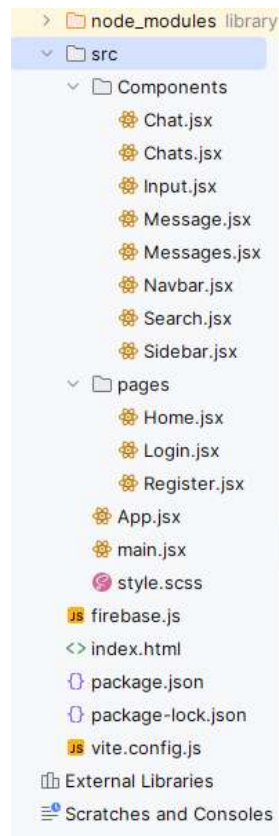 node_modules library
src
Components
Chat.jsx
Chats.jsx
Input.jsx
Message.jsx
Messages.jsx
Navbar.jsx
Search.jsx
Sidebar.jsx
pages
Home.jsx
Login.jsx
Register.jsx
App.jsx
main.jsx
style.scss
JS firebase.js
<> index.html
{} package.json
{} package-lock.json
JS vite.config.js
External Libraries
Scratches and Consoles